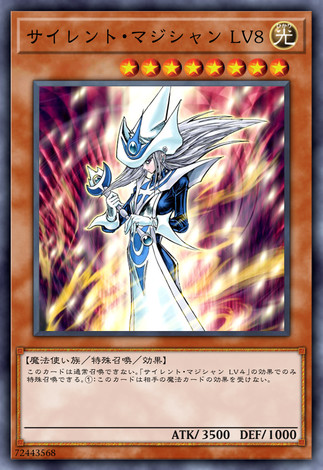 サイレント・マジシャン LV8
光
【魔法使い族／特殊召喚／効果】
このカードは通常召喚できない。「サイレント・マジシャン LV4」の効果でのみ
特殊召喚できる。①:このカードは相手の魔法カードの効果を受けない。
ATK/ 3500 DEF/1000
72443568